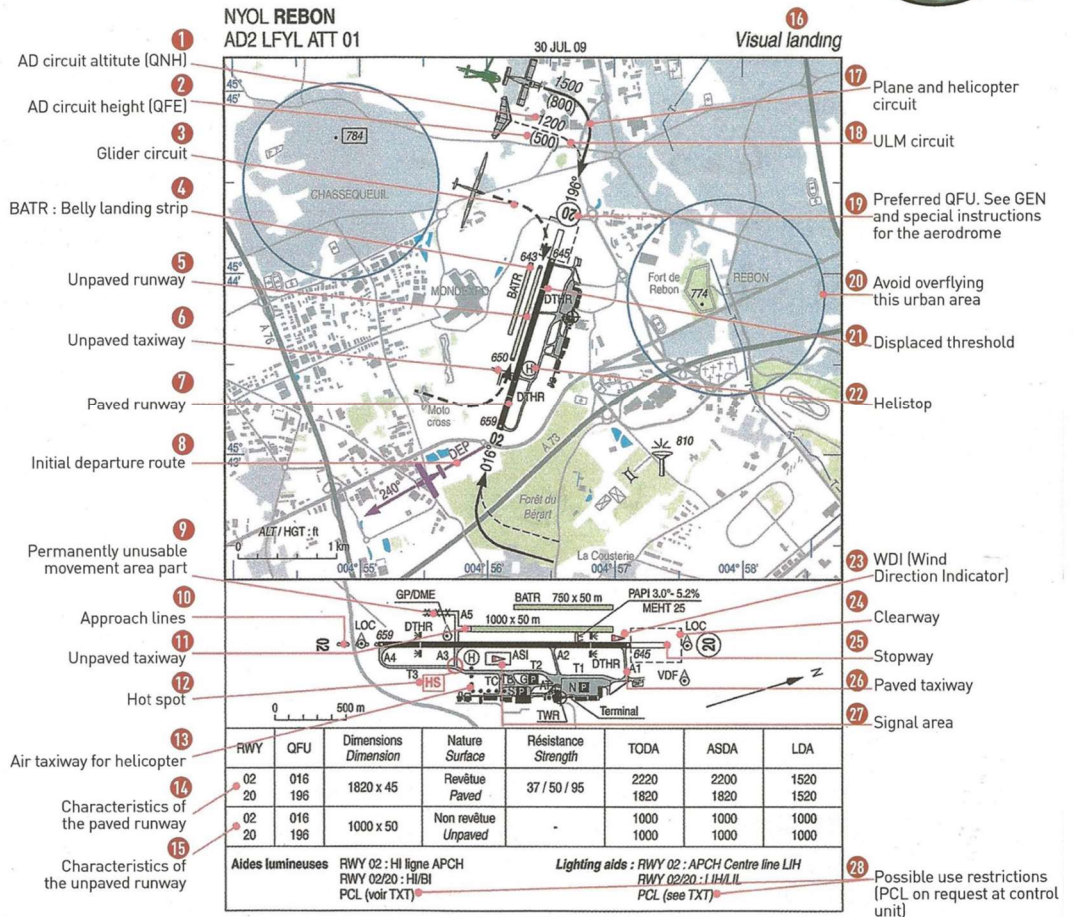 NYOL REBON
AD2 LFYL ATT 01
30 JUL 09
16
Visual landing
1
AD circuit altitude (QNH)
2
AD circuit height (QFE)
3
Glider circuit
4
BATR : Belly landing strip
5
Unpaved runway
6
Unpaved taxiway
7
Paved runway
8
Initial departure route
9
Permanently unusable
movement area part
10
Approach lines
11
Unpaved taxiway
12
Hot spot
13
Air taxiway for helicopter
14
Characteristics of
the paved runway
15
Characteristics of
the unpaved runway
17
Plane and helicopter
circuit
18
ULM circuit
19
Preferred QFU. See GEN
and special instructions
for the aerodrome
20
Avoid overflying
this urban area
21
Displaced threshold
22
Helistop
23
WDI (Wind
Direction Indicator)
24
Clearway
25
Stopway
26
Paved taxiway
27
Signal area
28
Possible use restrictions
(PCL on request at control
unit)
45°
45'
1500
(800)
1200
(500)
784
CHASSEQUEUIL
196°
20
643
645
BATR
DTHR
45°
44'
MONDEXPO
Fort de
Rebon
774
REBON
A 76
650
H
DTHR
Moto
cross
659
02
016°
A 73
810
45°
43'
DEP
240°
Forêt du
Bérart
ALT / HGT : ft
0 1 km
La Cousterie
004° 55' 004° 56' 004° 57' 004° 58'
GP/DME
BATR 750 x 50 m
PAPI 3.0°- 5.2%
MEHT 25
A5
1000 x 50 m
LOC
DTHR
LOC
02
659
645
20
A4
A3
H
ASI
A2
DTHR
A1
T3
HS
TC
T2
T1
VDF
N P
TWR
Terminal
N
0 500 m
RWY QFU Dimensions Nature Résistance TODA ASDA LDA
Dimension Surface Strength
02 016 1820 x 45 Revêtue 37 / 50 / 95 2220 2200 1520
20 196 Paved 1820 1820 1520
02 016 1000 x 50 Non revêtue - 1000 1000 1000
20 196 Unpaved 1000 1000 1000
Aides lumineuses RWY 02 : HI ligne APCH
RWY 02/20 : HI/BI
PCL (voir TXT)
Lighting aids : RWY 02 : APCH Centre line LIH
RWY 02/20 : LIH/LIL
PCL (see TXT)